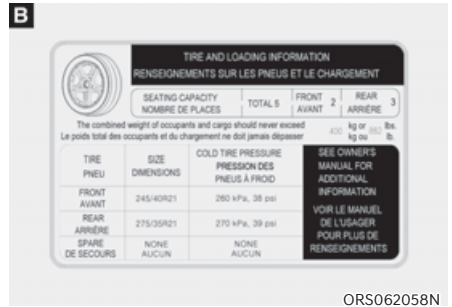 B
TIRE AND LOADING INFORMATION
RENSEIGNEMENTS SUR LES PNEUS ET LE CHARGEMENT
SEATING CAPACITY
NOMBRE DE PLACES
TOTAL 5
FRONT
AVANT
2
REAR
ARRIÈRE
3
The combined weight of occupants and cargo should never exceed
Le poids total des occupants et du chargement ne doit jamais dépasser
400
kg or
kg ou
882
lbs.
lb.
TIRE
PNEU
SIZE
DIMENSIONS
COLD TIRE PRESSURE
PRESSION DES
PNEUS À FROID
FRONT
AVANT
245/40R21
260 kPa, 38 psi
REAR
ARRIÈRE
275/35R21
270 kPa, 39 psi
SPARE
DE SECOURS
NONE
AUCUN
NONE
AUCUN
SEE OWNER'S
MANUAL FOR
ADDITIONAL
INFORMATION
VOIR LE MANUEL
DE L'USAGER
POUR PLUS DE
RENSEIGNEMENTS
ORS062058N